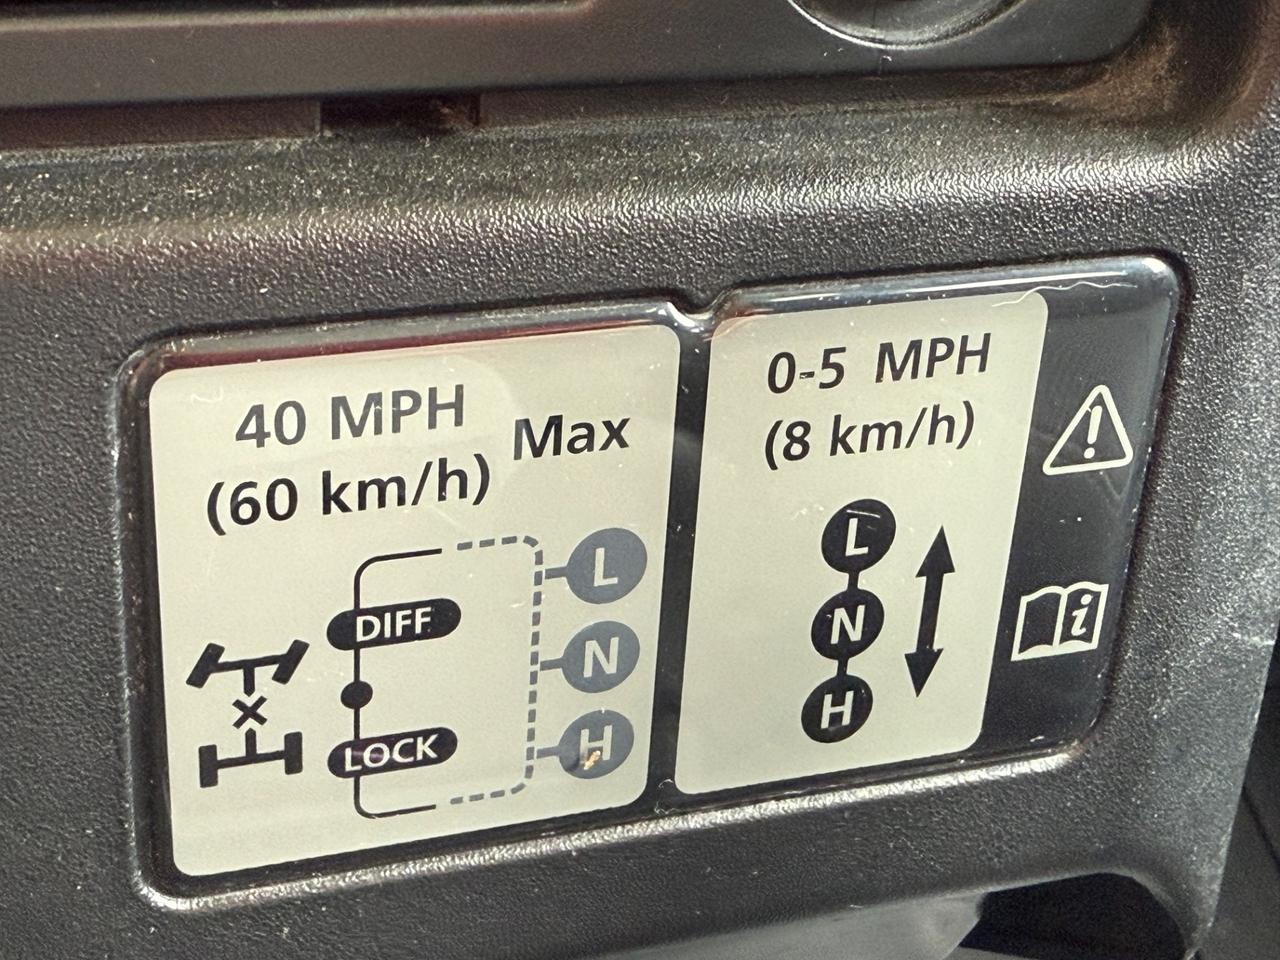 40 MPH
(60 km/h)
Max
DIFF
LOCK
L
N
H
0-5 MPH
(8 km/h)
L
N
H
i